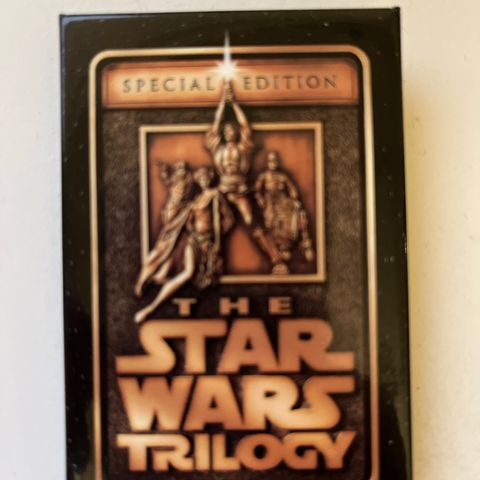 SPECIAL EDITION
THE
STAR
WARS
TRILOGY